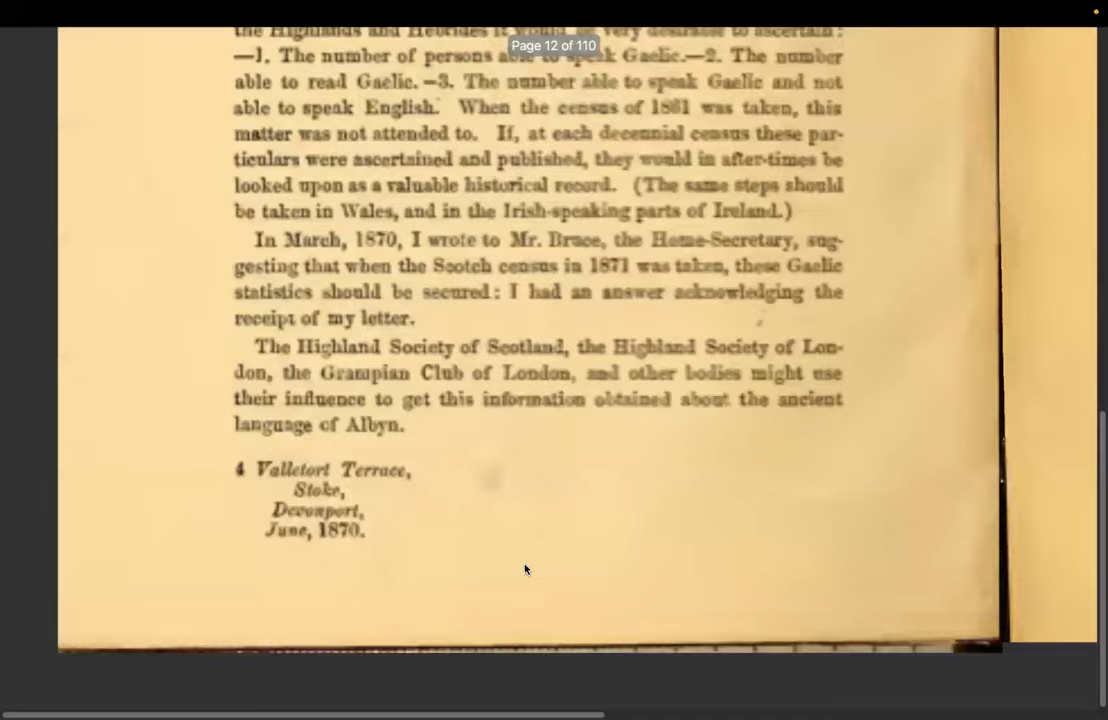 the Highlands and Hebrides it would be very desirable to ascertain:
Page 12 of 110
—1. The number of persons able to speak Gaelic.—2. The number
able to read Gaelic.—3. The number able to speak Gaelic and not
able to speak English. When the census of 1861 was taken, this
matter was not attended to. If, at each decennial census these par-
ticulars were ascertained and published, they would in after-times be
looked upon as a valuable historical record. (The same steps should
be taken in Wales, and in the Irish-speaking parts of Ireland.)
In March, 1870, I wrote to Mr. Bruce, the Home-Secretary, sug-
gesting that when the Scotch census in 1871 was taken, these Gaelic
statistics should be secured: I had an answer acknowledging the
receipt of my letter.
The Highland Society of Scotland, the Highland Society of Lon-
don, the Grampian Club of London, and other bodies might use
their influence to get this information obtained about the ancient
language of Albyn.
4 Valletort Terrace,
Stoke,
Devonport,
June, 1870.